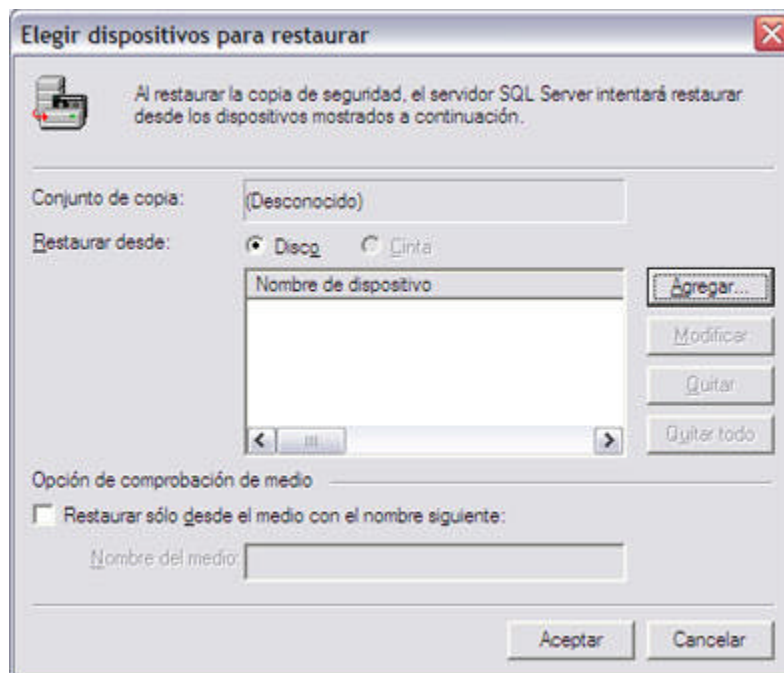 Elegir dispositivos para restaurar
Al restaurar la copia de seguridad, el servidor SQL Server intentará restaurar
desde los dispositivos mostrados a continuación.
Conjunto de copia: (Desconocido)
Restaurar desde: Disco Cinta
Nombre de dispositivo
Agregar...
Modificar
Quitar
Quitar todo
Opción de comprobación de medio
Restaurar sólo desde el medio con el nombre siguiente:
Nombre del medio:
Aceptar Cancelar